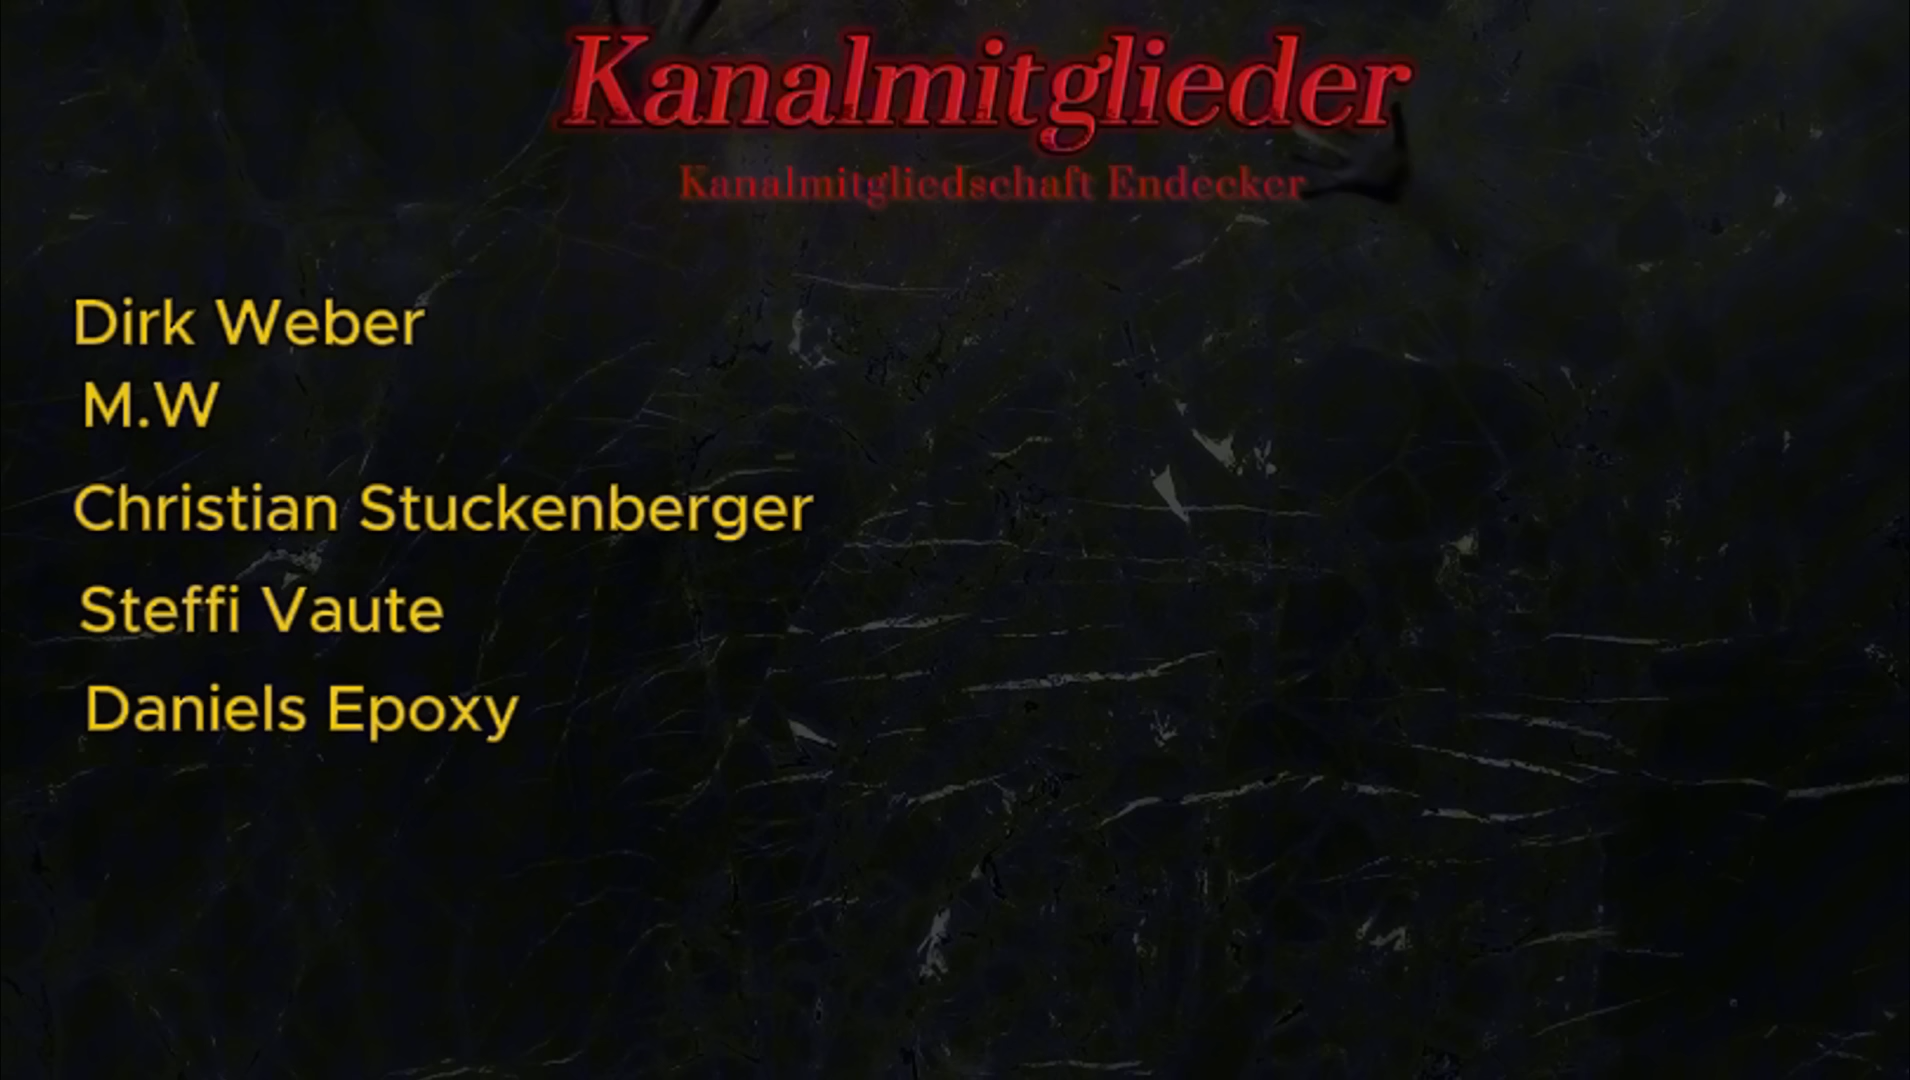 Kanalmitglieder
Kanalmitgliedschaft Endecker
Dirk Weber
M.W
Christian Stuckenberger
Steffi Vaute
Daniels Epoxy